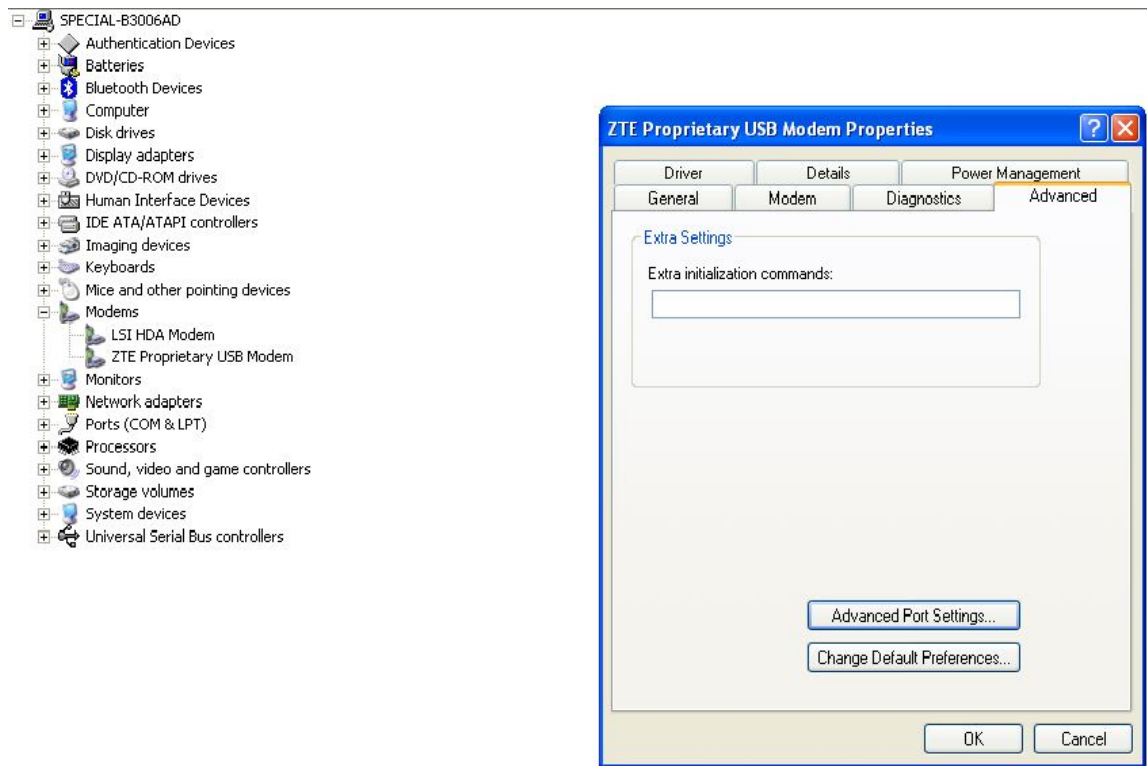 SPECIAL-B3006AD
Authentication Devices
Batteries
Bluetooth Devices
Computer
Disk drives
Display adapters
DVD/CD-ROM drives
Human Interface Devices
IDE ATA/ATAPI controllers
Imaging devices
Keyboards
Mice and other pointing devices
Modems
LSI HDA Modem
ZTE Proprietary USB Modem
Monitors
Network adapters
Ports (COM & LPT)
Processors
Sound, video and game controllers
Storage volumes
System devices
Universal Serial Bus controllers
ZTE Proprietary USB Modem Properties
Driver Details Power Management
General Modem Diagnostics Advanced
Extra Settings
Extra initialization commands:
Advanced Port Settings...
Change Default Preferences...
OK Cancel